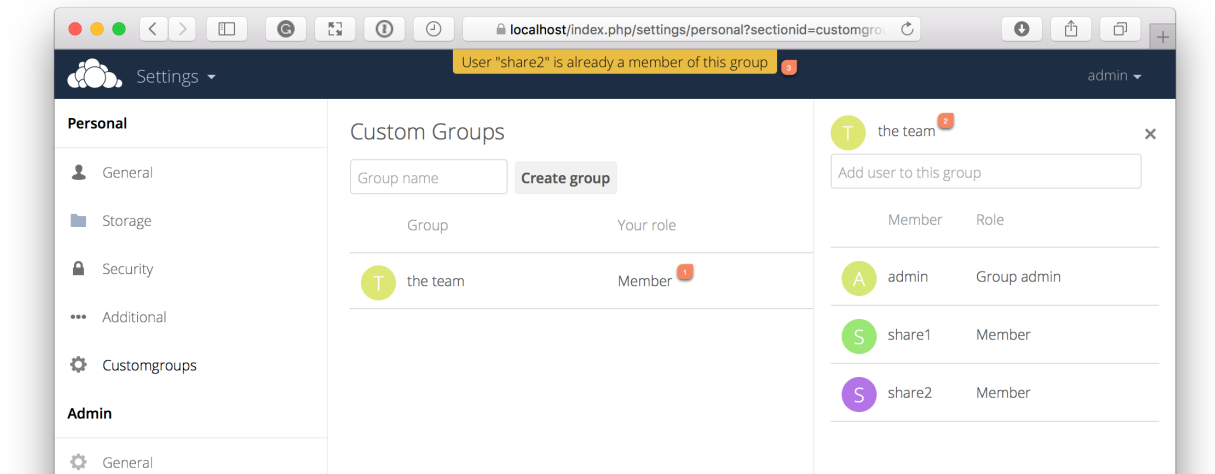 localhost/index.php/settings/personal?sectionid=customgro
User "share2" is already a member of this group 3
Settings
admin
Personal
General
Storage
Security
Additional
Customgroups
Admin
General
Custom Groups
Group name Create group
Group Your role
T the team Member 1
T the team 2
Add user to this group
Member Role
A admin Group admin
S share1 Member
S share2 Member